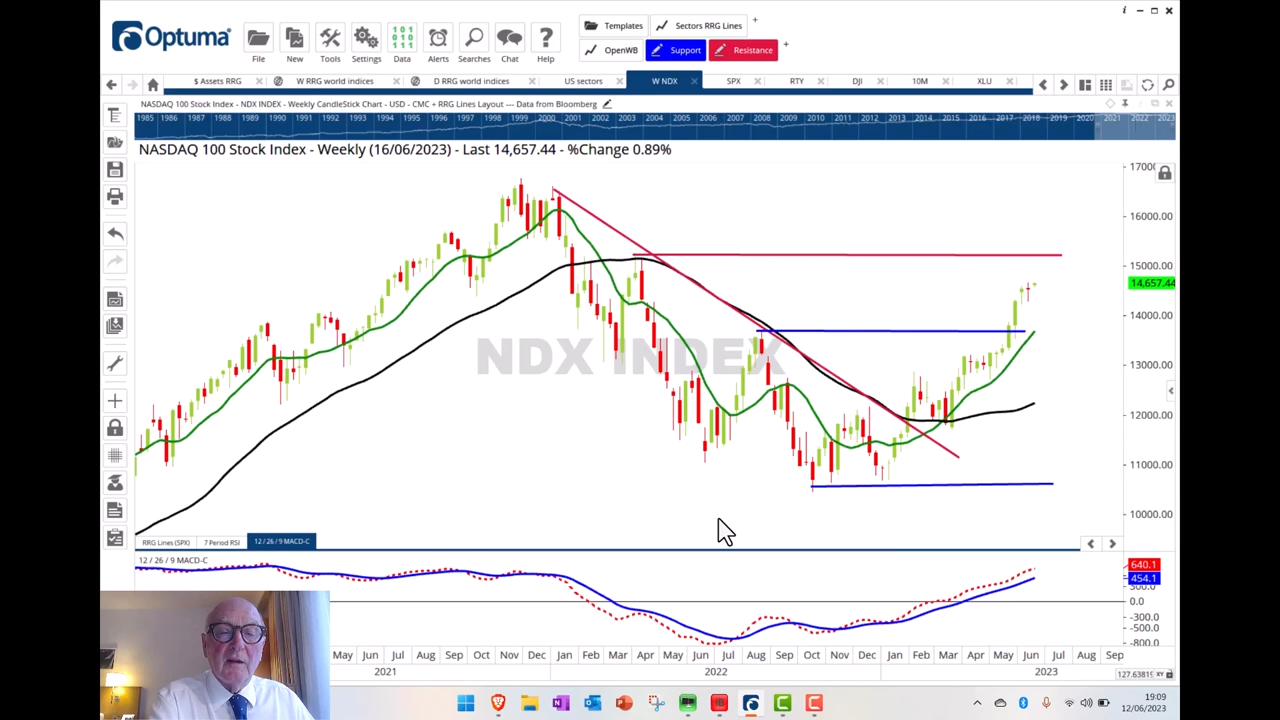 Optuma
File New Tools Settings Data Alerts Searches Chat Help
Templates Sectors RRG Lines
OpenWB Support Resistance
$ Assets RRG W RRG world indices D RRG world indices US sectors W NDX SPX RTY DJI 10M XLU
NASDAQ 100 Stock Index - NDX INDEX - Weekly CandleStick Chart - USD - CMC + RRG Lines Layout --- Data from Bloomberg
1985 1986 1987 1988 1989 1990 1991 1992 1993 1994 1995 1996 1997 1998 1999 2000 2001 2002 2003 2004 2005 2006 2007 2008 2009 2010 2011 2012 2013 2014 2015 2016 2017 2018 2019 2020 2021 2022 2023
NASDAQ 100 Stock Index - Weekly (16/06/2023) - Last 14,657.44 - %Change 0.89%
16000.00
15000.00
14,657.44
14000.00
NDX INDEX
13000.00
12000.00
11000.00
10000.00
RRG Lines (SPX) 7 Period RSI 12 / 26 / 9 MACD-C
12 / 26 / 9 MACD-C
640.1
454.1
0.0
-300.0
-500.0
-800.0
May Jun Jul Aug Sep Oct Nov Dec Jan Feb Mar Apr May Jun Jul Aug Sep Oct Nov Dec Jan Feb Mar Apr May Jun Jul Aug Sep
2021 2022 2023
19:09
12/06/2023